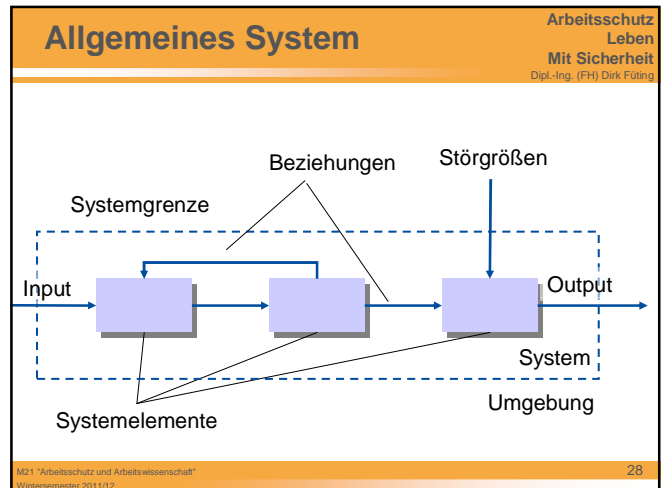 Allgemeines System
Arbeitsschutz
Leben
Mit Sicherheit
Dipl.-Ing. (FH) Dirk Füting
Beziehungen
Störgrößen
Systemgrenze
Input
Output
System
Umgebung
Systemelemente
M21 "Arbeitsschutz und Arbeitswissenschaft"
28
Wintersemester 2011/12